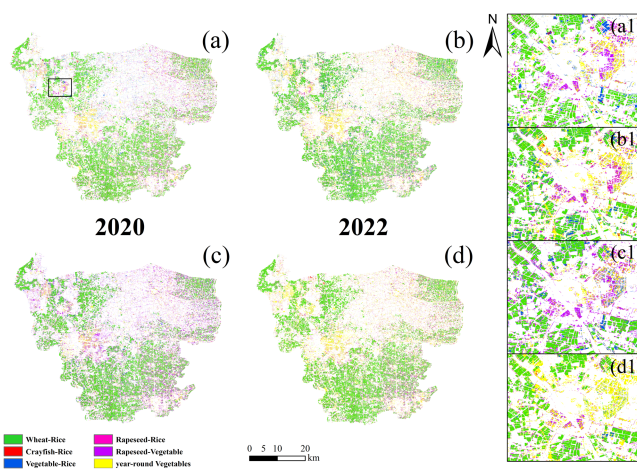 (a)
(b)
N
(a1
(b1
2020
2022
(c)
(d)
(c1
(d1
Wheat-Rice
Rapeseed-Rice
Crayfish-Rice
Rapeseed-Vegetable
Vegetable-Rice
year-round Vegetables
0 5 10 20
km